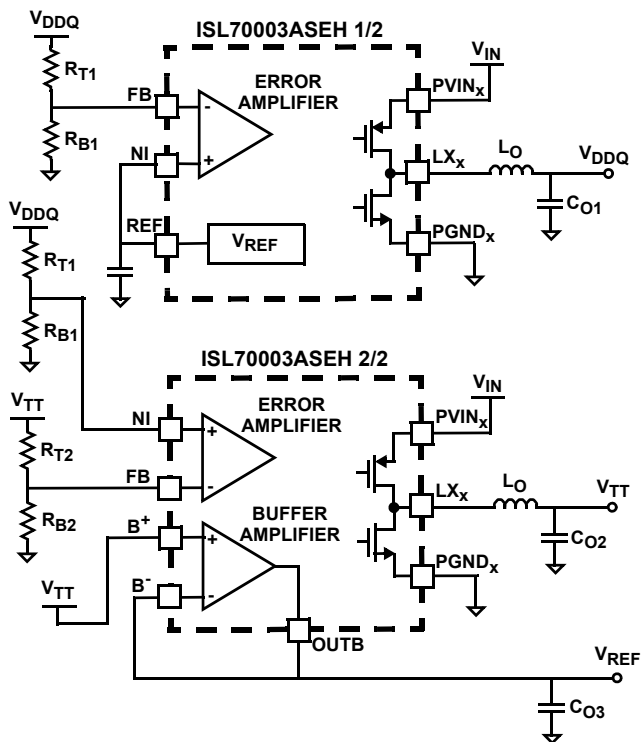 ISL70003ASEH 1/2
VDDQ
RT1
RB1
FB
-
ERROR
AMPLIFIER
NI
+
REF
VREF
VIN
PVINx
LXx
LO
VDDQ
CO1
PGNDx
VDDQ
RT1
RB1
ISL70003ASEH 2/2
VTT
RT2
RB2
NI
+
ERROR
AMPLIFIER
FB
-
B+
+
BUFFER
AMPLIFIER
VTT
B-
-
OUTB
VIN
PVINx
LXx
LO
VTT
CO2
PGNDx
VREF
CO3